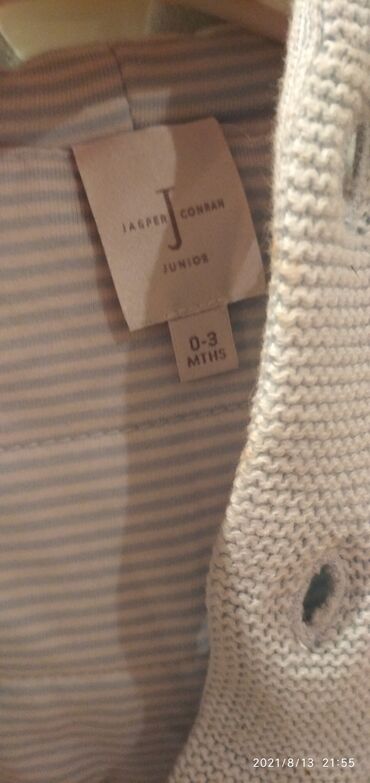 J
JASPER CONRAN
JUNIOR
0-3
MTHS
2021/8/13 21:55